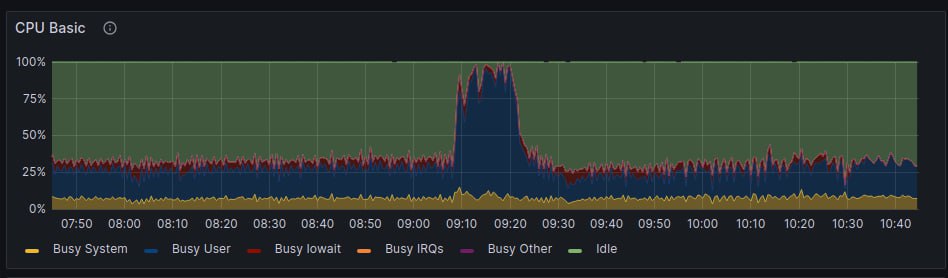 CPU Basic
100%
75%
50%
25%
0%
07:50 08:00 08:10 08:20 08:30 08:40 08:50 09:00 09:10 09:20 09:30 09:40 09:50 10:00 10:10 10:20 10:30 10:40
Busy System Busy User Busy Iowait Busy IRQs Busy Other Idle